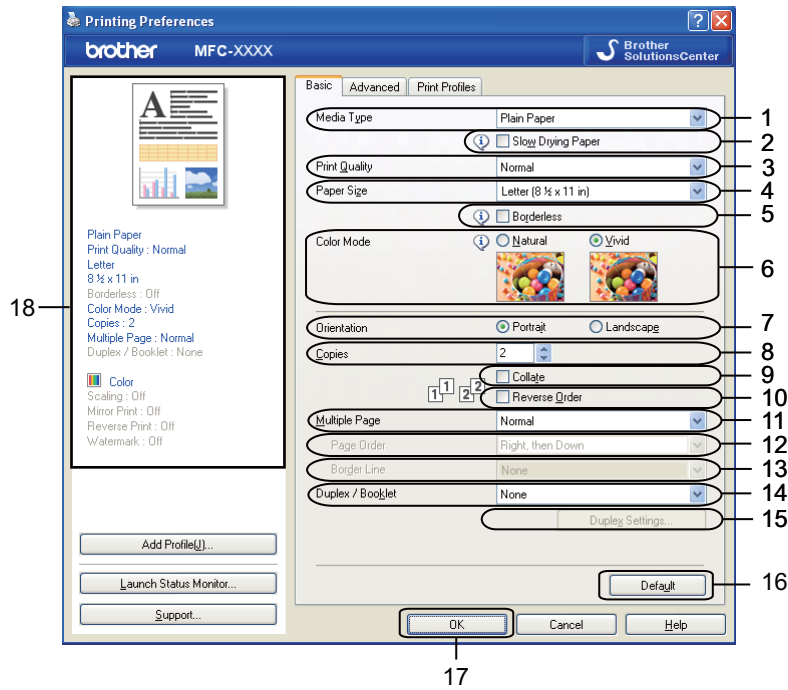 Printing Preferences
brother MFC-XXXX
Brother
SolutionsCenter
Basic Advanced Print Profiles
A
Media Type Plain Paper 1
Slow Drying Paper 2
Print Quality Normal 3
Paper Size Letter (8 ½ x 11 in) 4
Borderless 5
Color Mode Natural Vivid 6
Orientation Portrait Landscape 7
Copies 2 8
Collate 9
11 22 Reverse Order 10
Multiple Page Normal 11
Page Order Right, then Down 12
Border Line None 13
Duplex / Booklet None 14
Duplex Settings... 15
Default 16
OK Cancel Help
17
18
Plain Paper
Print Quality : Normal
Letter
8 ½ x 11 in
Borderless : Off
Color Mode : Vivid
Copies : 2
Multiple Page : Normal
Duplex / Booklet : None
Color
Scaling : Off
Mirror Print : Off
Reverse Print : Off
Watermark : Off
Add Profile(J)...
Launch Status Monitor...
Support...